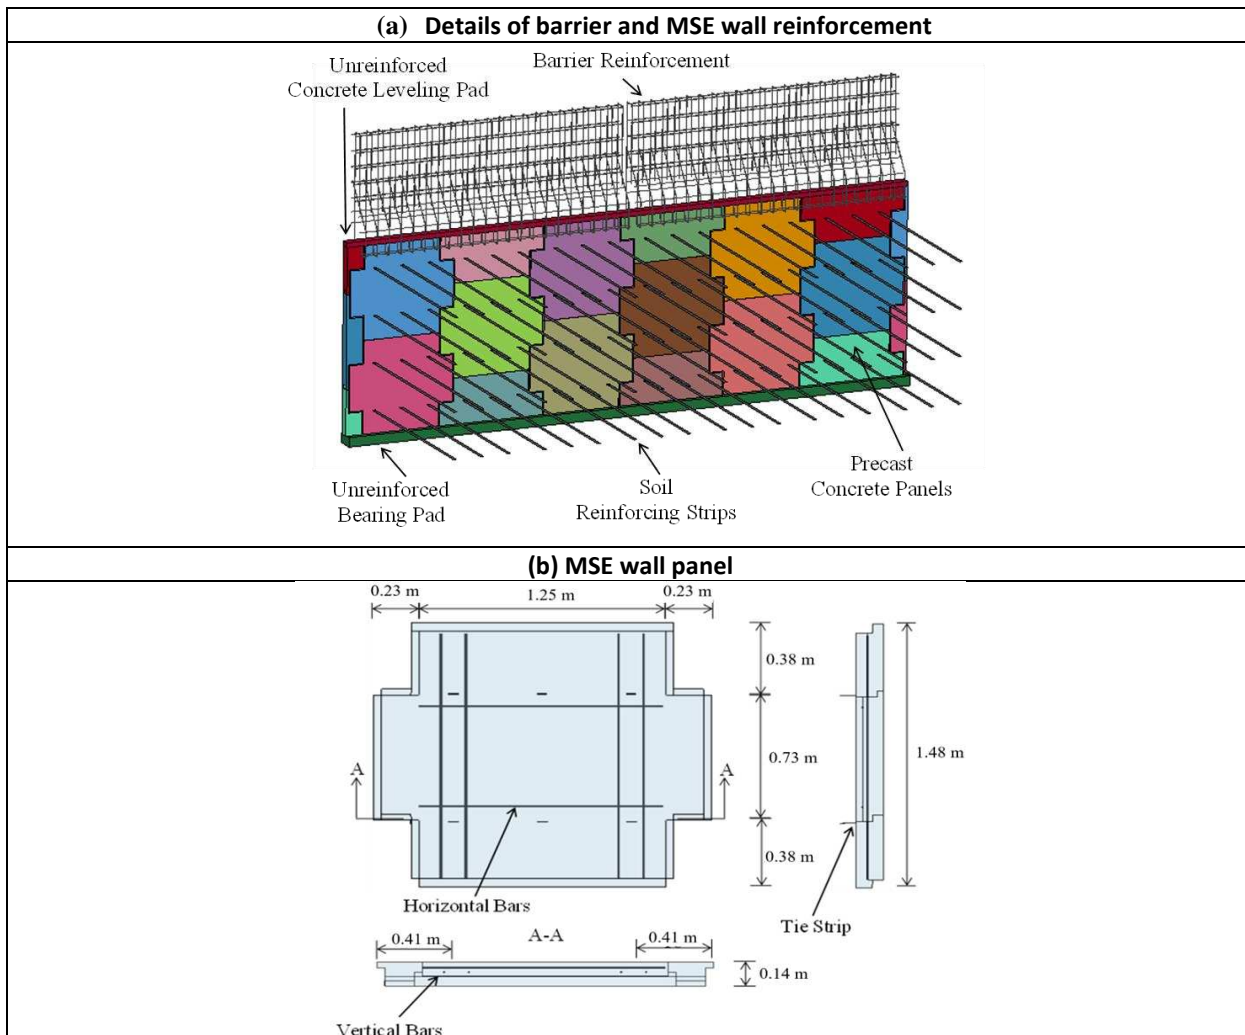 (a) Details of barrier and MSE wall reinforcement
Unreinforced
Concrete Leveling Pad
Barrier Reinforcement
Unreinforced
Bearing Pad
Soil
Reinforcing Strips
Precast
Concrete Panels
(b) MSE wall panel
0.23 m
1.25 m
0.23 m
0.38 m
0.73 m
1.48 m
0.38 m
A
A
Horizontal Bars
Tie Strip
0.41 m
A-A
0.41 m
0.14 m
Vertical Bars